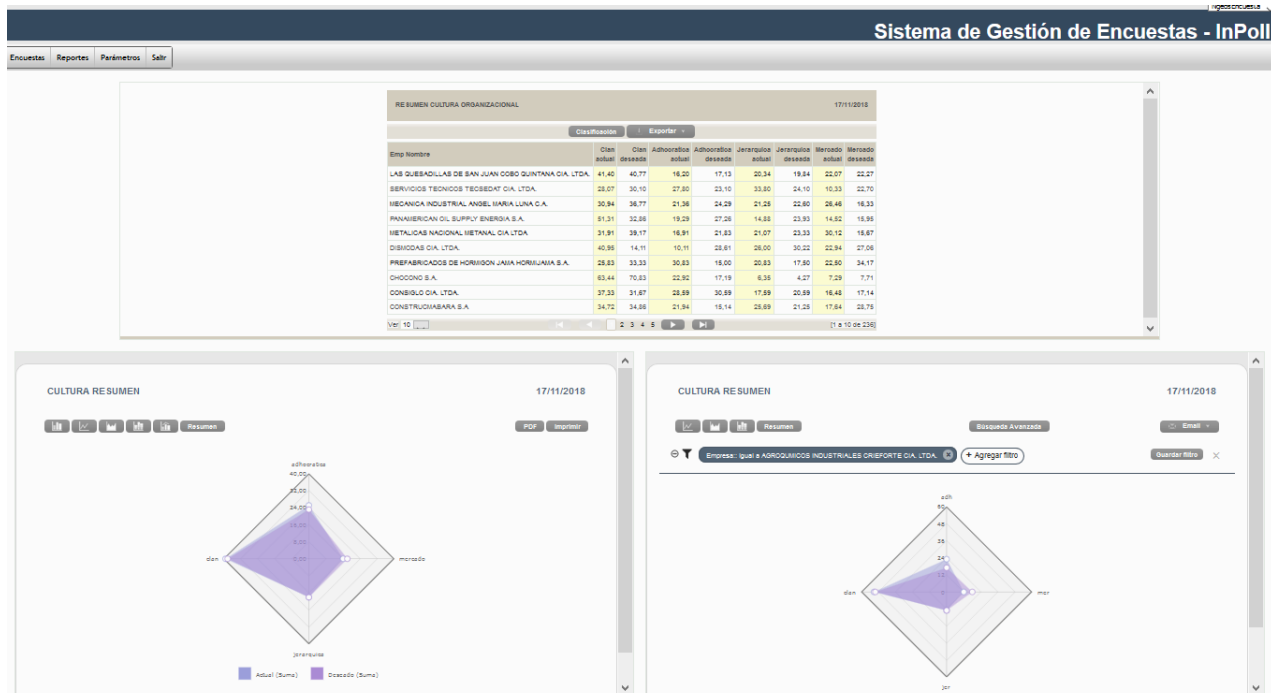 Sistema de Gestión de Encuestas - InPoll
Encuestas Reportes Parámetros Salir
RESUMEN CULTURA ORGANIZACIONAL 17/11/2018
Clasificación Exportar
Emp Nombre Clan actual Clan deseada Adhocratica actual Adhocratica deseada Jerarquica actual Jerarquica deseada Mercado actual Mercado deseada
LAS QUESADILLAS DE SAN JUAN COBO QUINTANA CIA. LTDA. 41,40 40,77 16,20 17,13 20,34 19,84 22,07 22,27
SERVICIOS TECNICOS TECSEDAT CIA. LTDA. 28,07 30,10 27,80 23,10 33,80 24,10 10,33 22,70
MECANICA INDUSTRIAL ANGEL MARIA LUNA C.A. 30,94 36,77 21,36 24,29 21,25 22,60 26,46 16,33
PANAMERICAN OIL SUPPLY ENERGIA S.A. 51,31 32,86 19,29 27,26 14,88 23,93 14,52 15,95
METALICAS NACIONAL METANAL CIA LTDA 31,91 39,17 16,91 21,83 21,07 23,33 30,12 15,67
DISMODAS CIA. LTDA. 40,95 14,11 10,11 28,61 26,00 30,22 22,94 27,06
PREFABRICADOS DE HORMIGON JAMA HORMIJAMA S.A. 25,83 33,33 30,83 15,00 20,83 17,50 22,50 34,17
CHOCONO S.A. 63,44 70,83 22,92 17,19 6,35 4,27 7,29 7,71
CONSIGLO CIA. LTDA. 37,33 31,67 28,59 30,59 17,59 20,59 16,48 17,14
CONSTRUCMASARA S.A. 34,72 34,86 21,94 15,14 25,69 21,25 17,64 28,75
Ver 10 2 3 4 5 [1 a 10 de 236]
CULTURA RESUMEN 17/11/2018
Resumen PDF Imprimir
adhocratica
40,00
24,00
0,00
clan mercado
jerarquica
Actual (Suma) Deseado (Suma)
CULTURA RESUMEN 17/11/2018
Resumen Búsqueda Avanzada Email
Empresa:: Igual a AGROQUMICOS INDUSTRIALES CRIEFORTE CIA. LTDA. + Agregar filtro Guardar filtro
adh
60
48
36
24
12
0
clan mer
jer